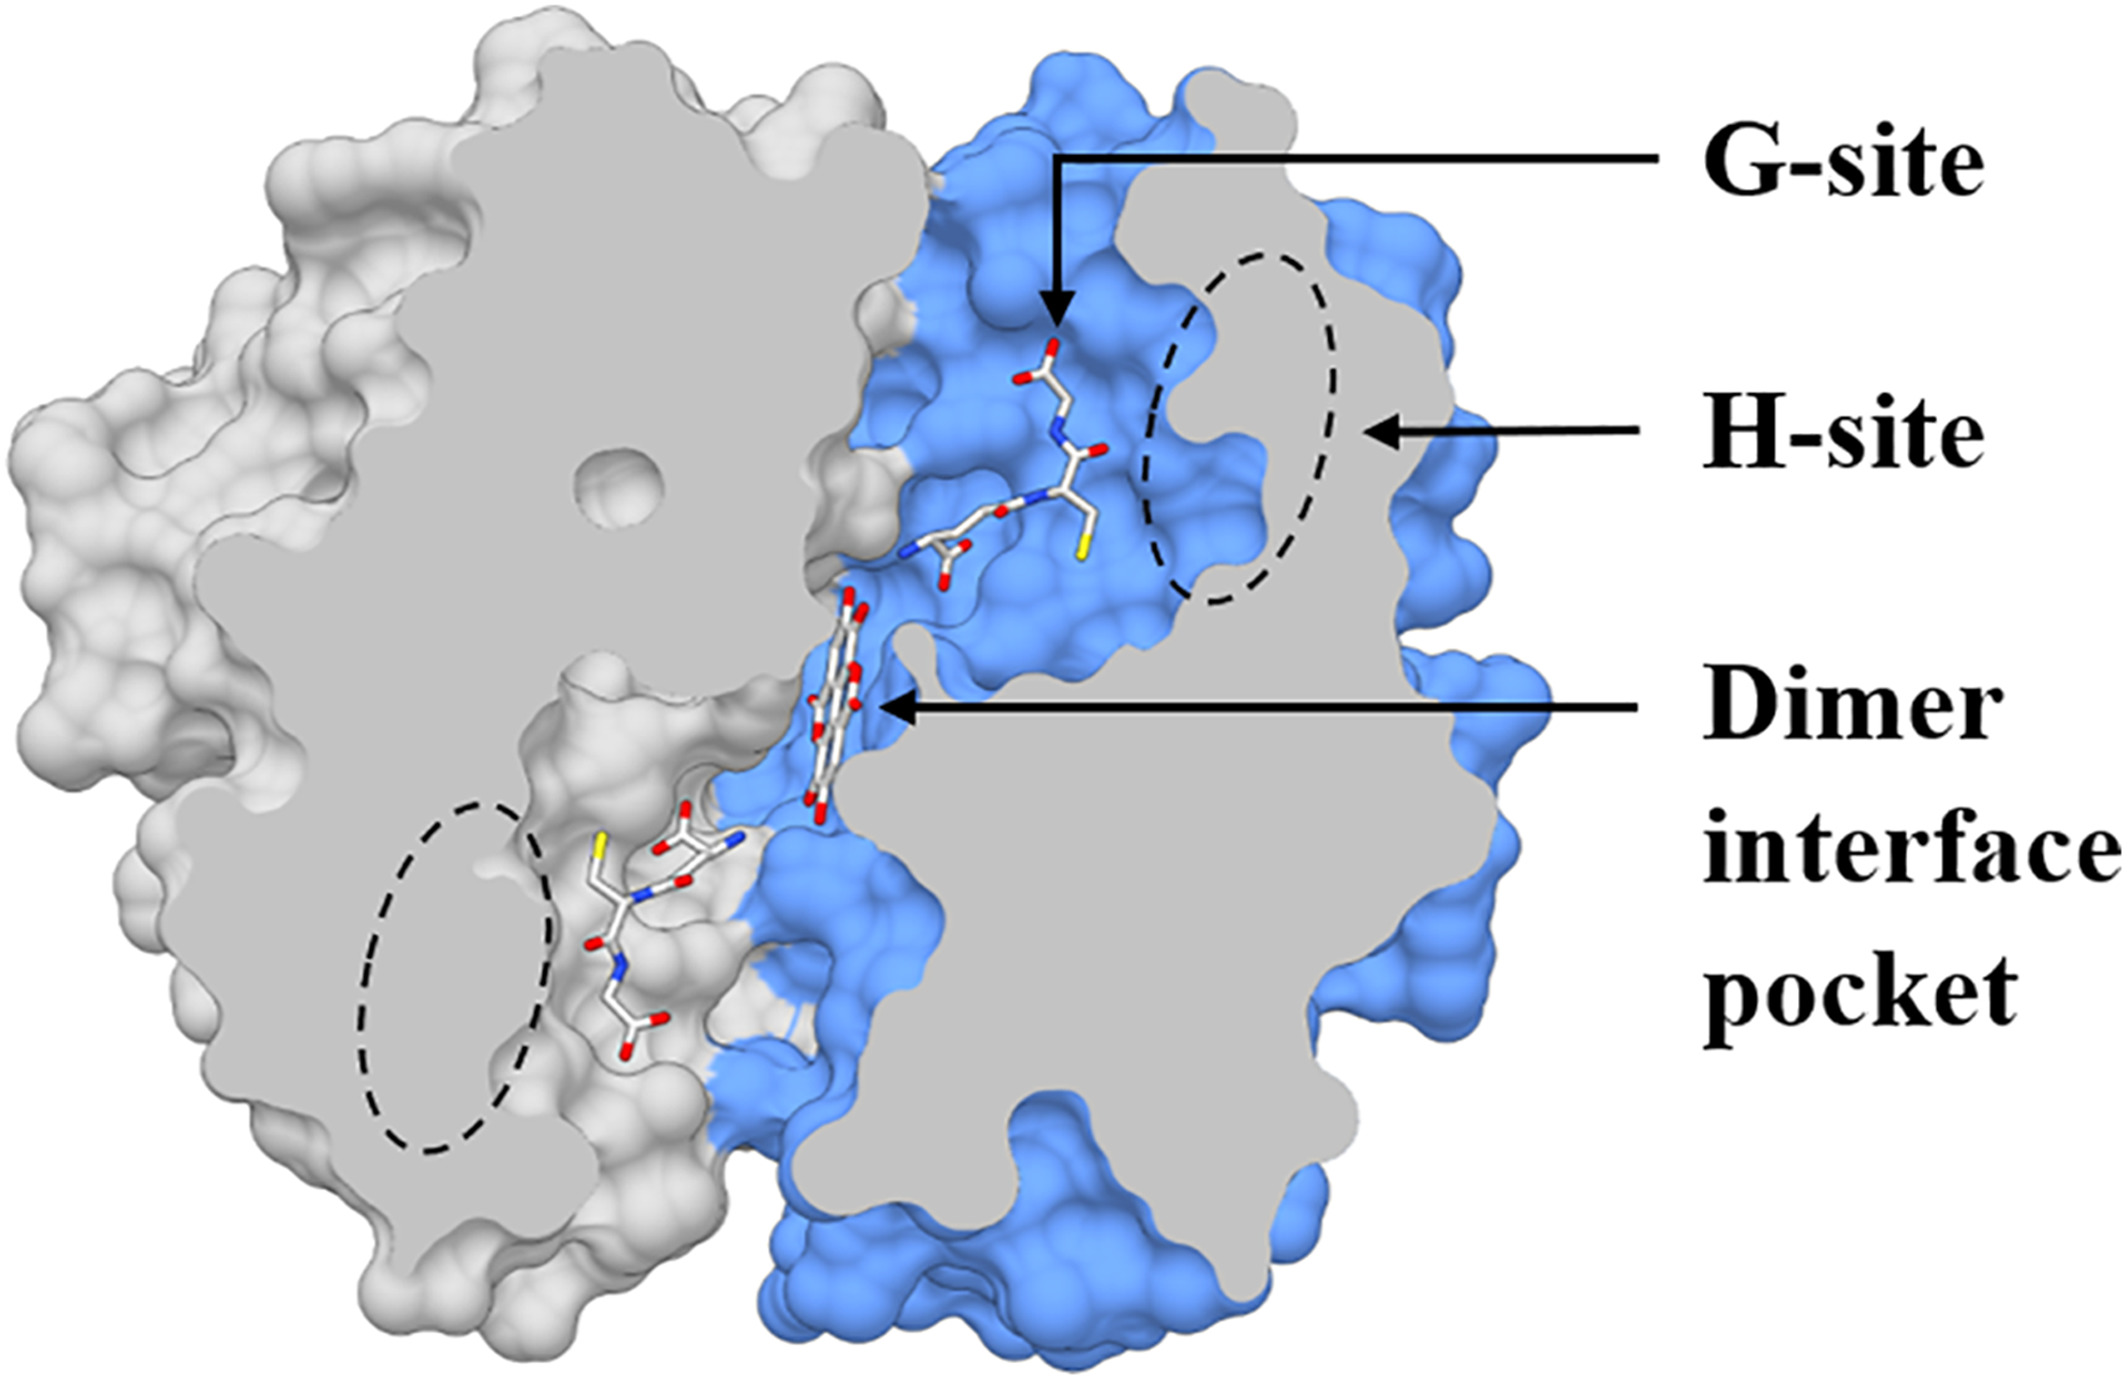 G-site
H-site
Dimer
interface
pocket